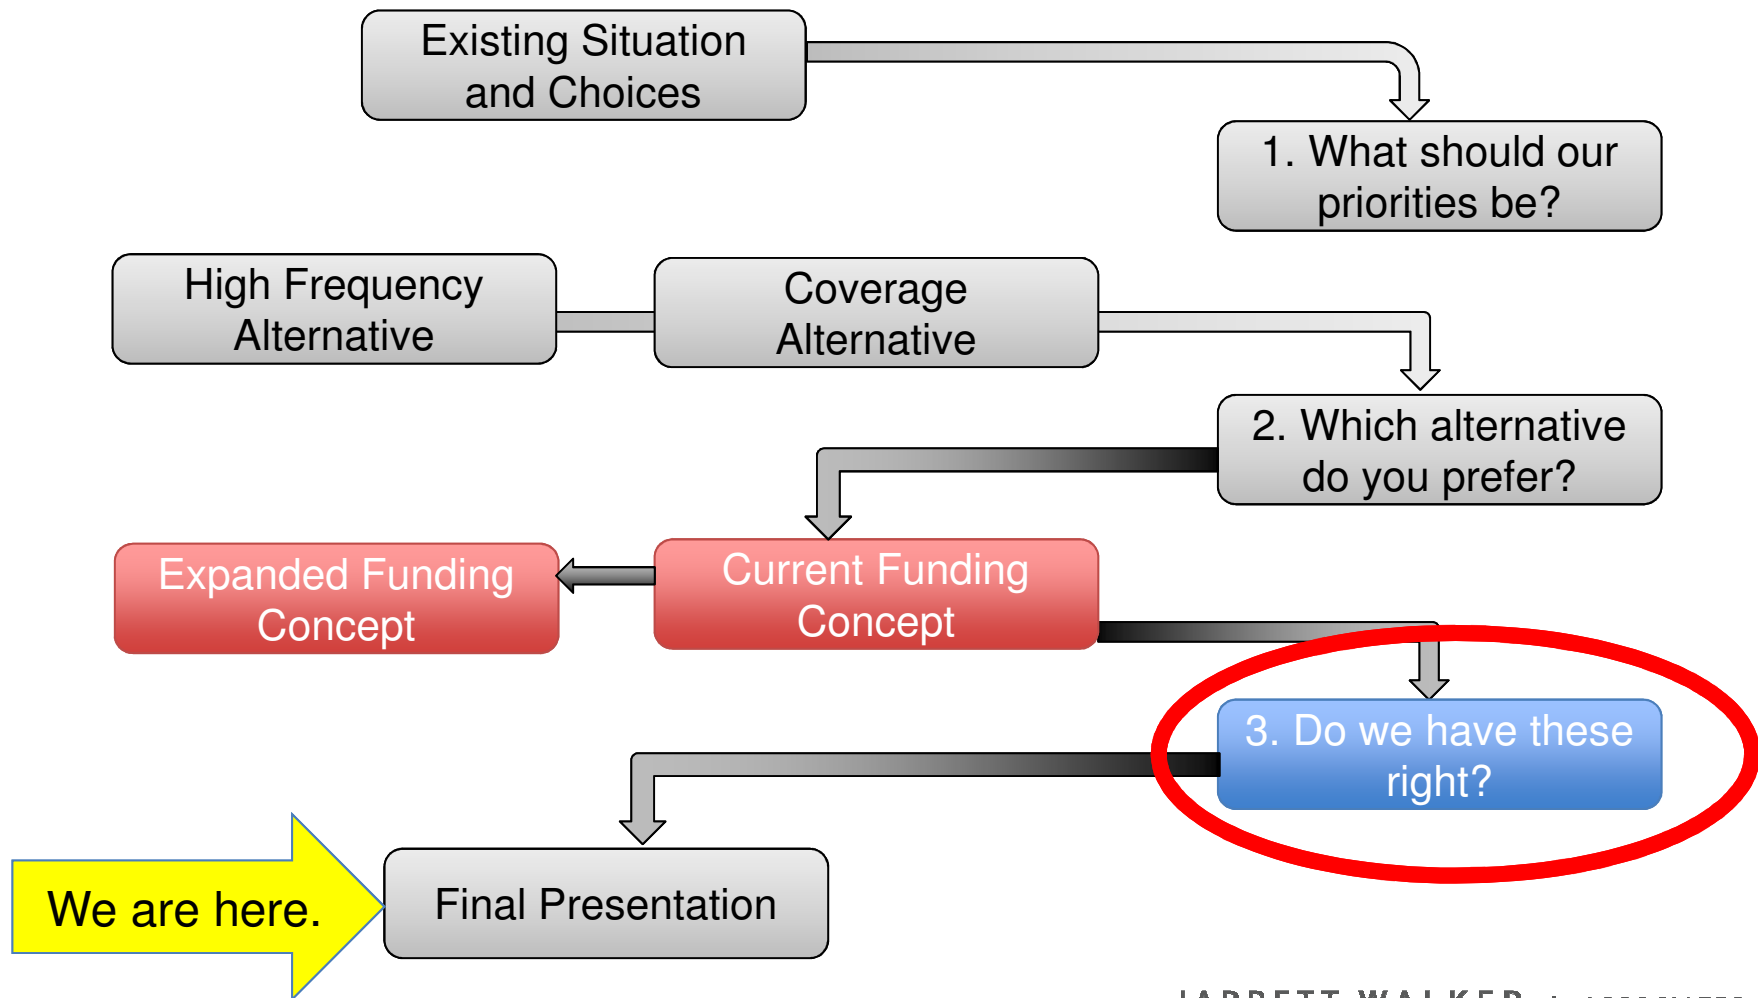 Existing Situation
and Choices
1. What should our
priorities be?
High Frequency
Alternative
Coverage
Alternative
2. Which alternative
do you prefer?
Expanded Funding
Concept
Current Funding
Concept
3. Do we have these
right?
We are here.
Final Presentation
JARRETT WALKER